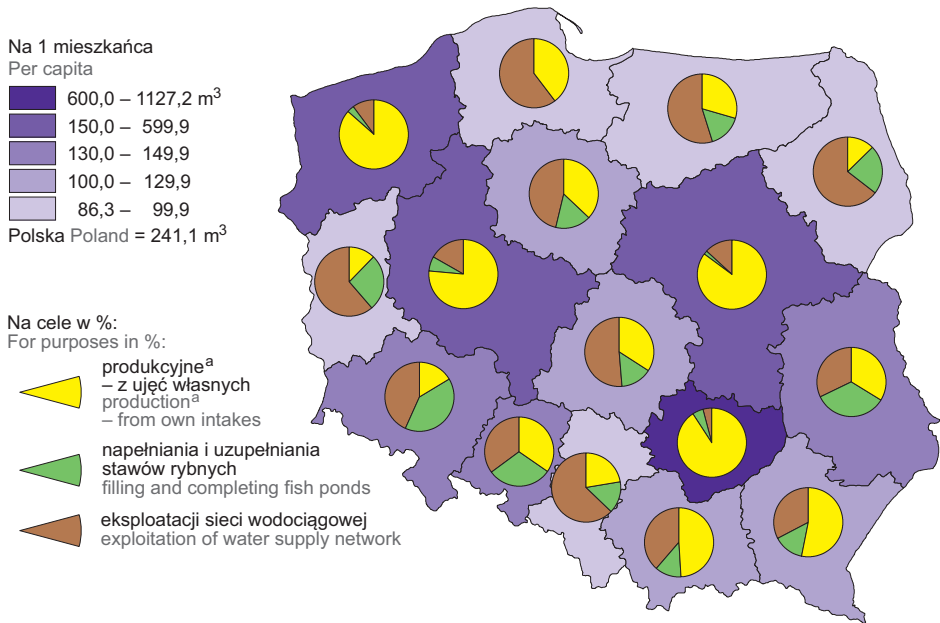 Na 1 mieszkańca
Per capita
600,0 – 1127,2 m³
150,0 – 599,9
130,0 – 149,9
100,0 – 129,9
86,3 – 99,9
Polska Poland = 241,1 m³
Na cele w %:
For purposes in %:
produkcyjneᵃ
– z ujęć własnych
productionᵃ
– from own intakes
napełniania i uzupełniania
stawów rybnych
filling and completing fish ponds
eksploatacji sieci wodociągowej
exploitation of water supply network